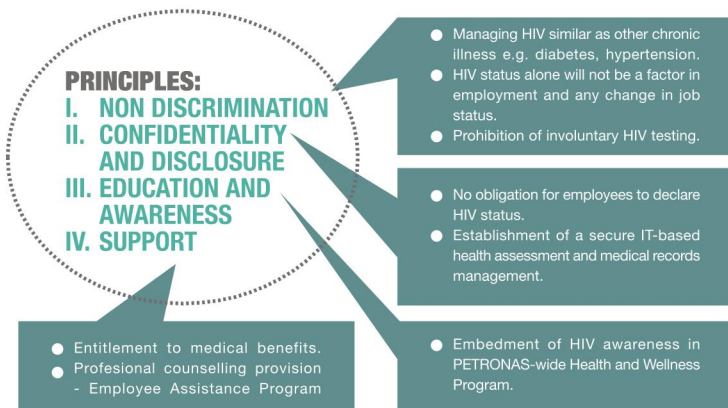 PRINCIPLES:
I. NON DISCRIMINATION
II. CONFIDENTIALITY
AND DISCLOSURE
III. EDUCATION AND
AWARENESS
IV. SUPPORT
● Managing HIV similar as other chronic
illness e.g. diabetes, hypertension.
● HIV status alone will not be a factor in
employment and any change in job
status.
● Prohibition of involuntary HIV testing.
● No obligation for employees to declare
HIV status.
● Establishment of a secure IT-based
health assessment and medical records
management.
● Embedment of HIV awareness in
PETRONAS-wide Health and Wellness
Program.
● Entitlement to medical benefits.
● Profesional counselling provision
- Employee Assistance Program